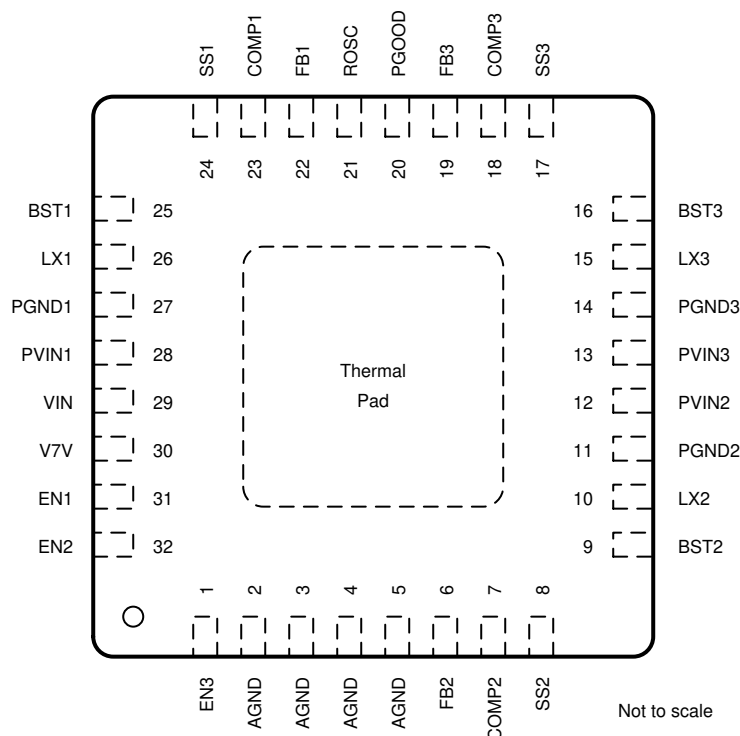 SS1
COMP1
FB1
ROSC
PGOOD
FB3
COMP3
SS3
24
23
22
21
20
19
18
17
BST1 25
16 BST3
LX1 26
15 LX3
PGND1 27
14 PGND3
PVIN1 28
13 PVIN3
VIN 29
12 PVIN2
V7V 30
11 PGND2
EN1 31
10 LX2
EN2 32
9 BST2
Thermal
Pad
1
2
3
4
5
6
7
8
EN3
AGND
AGND
AGND
AGND
FB2
COMP2
SS2
Not to scale